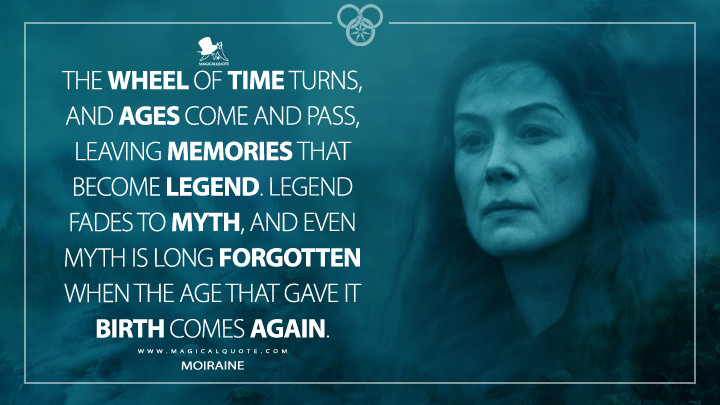 MAGICALQUOTE
THE WHEEL OF TIME TURNS,
AND AGES COME AND PASS,
LEAVING MEMORIES THAT
BECOME LEGEND. LEGEND
FADES TO MYTH, AND EVEN
MYTH IS LONG FORGOTTEN
WHEN THE AGE THAT GAVE IT
BIRTH COMES AGAIN.
WWW.MAGICALQUOTE.COM
MOIRAINE